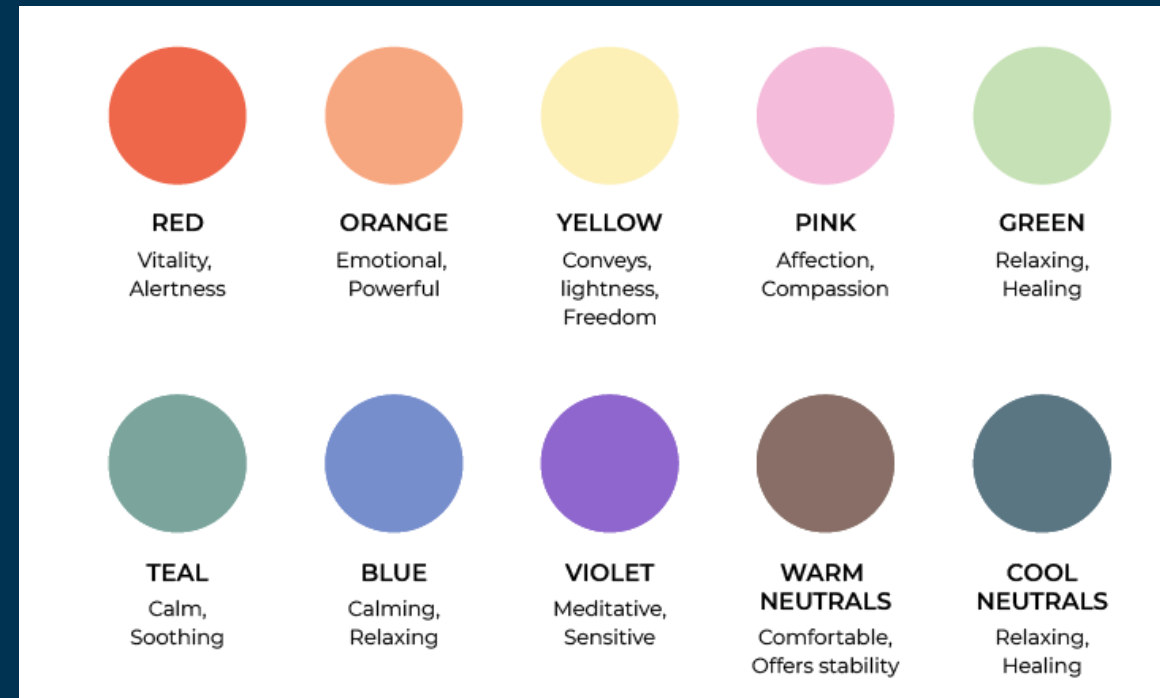 RED
Vitality,
Alertness
ORANGE
Emotional,
Powerful
YELLOW
Conveys,
lightness,
Freedom
PINK
Affection,
Compassion
GREEN
Relaxing,
Healing
TEAL
Calm,
Soothing
BLUE
Calming,
Relaxing
VIOLET
Meditative,
Sensitive
WARM
NEUTRALS
Comfortable,
Offers stability
COOL
NEUTRALS
Relaxing,
Healing